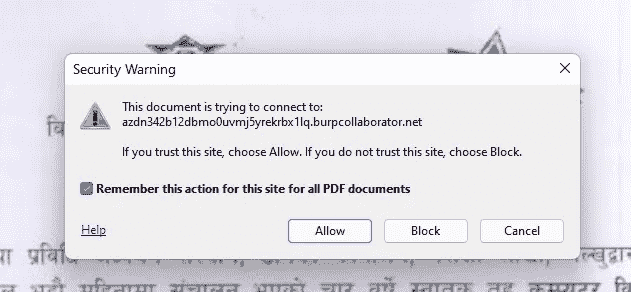 Security Warning
This document is trying to connect to:
azdn342b12dbmo0uvmj5yrekrbx1lq.burpcollaborator.net
If you trust this site, choose Allow. If you do not trust this site, choose Block.
Remember this action for this site for all PDF documents
Help
Allow
Block
Cancel